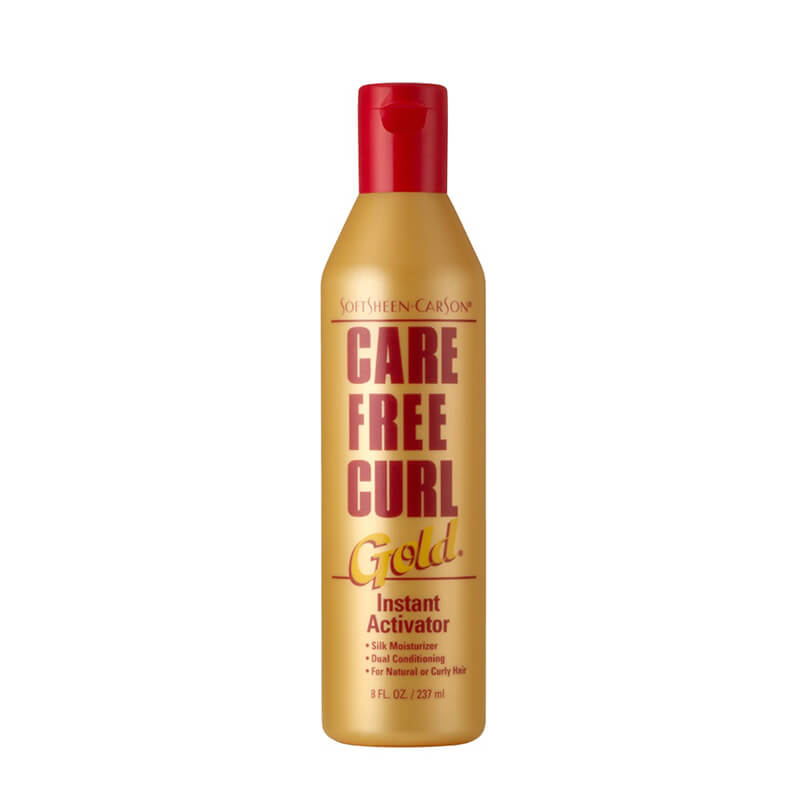 SOFTSHEEN·CARSON®
CARE
FREE
CURL
Gold®
Instant
Activator
• Silk Moisturizer
• Dual Conditioning
• For Natural or Curly Hair
8 FL. OZ. / 237 ml